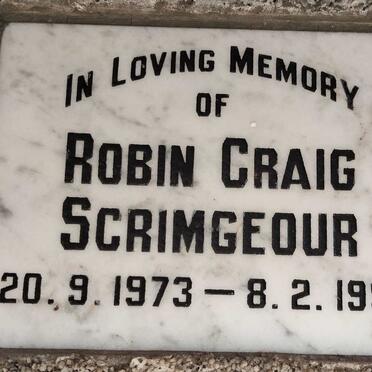 IN LOVING MEMORY
OF
ROBIN CRAIG
SCRIMGEOUR
20.9.1973 — 8.2.19